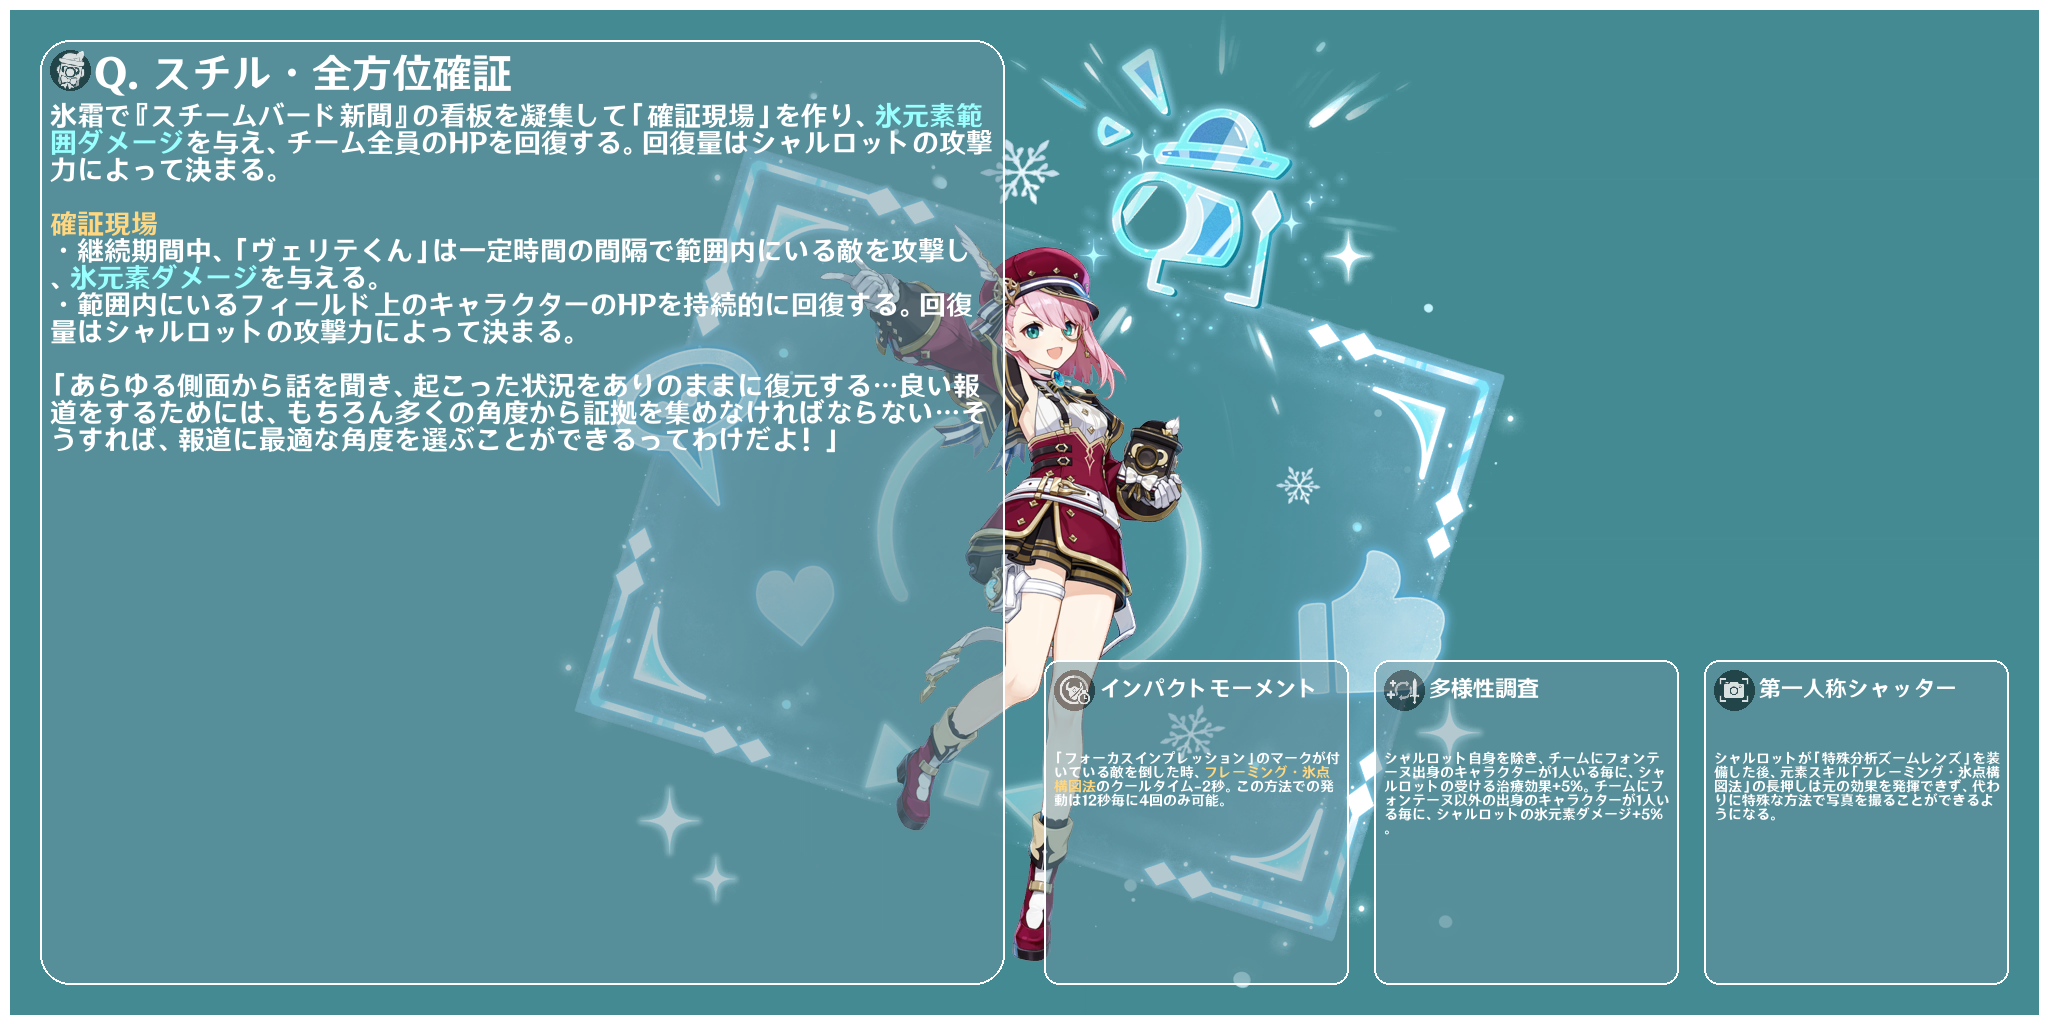 Q. スチル・全方位確証
氷霜で『スチームバード新聞』の看板を凝集して「確証現場」を作り、氷元素範
囲ダメージを与え、チーム全員のHPを回復する。回復量はシャルロットの攻撃
力によって決まる。
確証現場
・継続期間中、「ヴェリテくん」は一定時間の間隔で範囲内にいる敵を攻撃し
、氷元素ダメージを与える。
・範囲内にいるフィールド上のキャラクターのHPを持続的に回復する。回復
量はシャルロットの攻撃力によって決まる。
「あらゆる側面から話を聞き、起こった状況をありのままに復元する…良い報
道をするためには、もちろん多くの角度から証拠を集めなければならない…そ
うすれば、報道に最適な角度を選ぶことができるってわけだよ！」
インパクトモーメント
「フォーカスインプレッション」のマークが付
いている敵を倒した時、フレーミング・氷点
構図法のクールタイム-2秒。この方法での発
動は12秒毎に4回のみ可能。
多様性調査
シャルロット自身を除き、チームにフォンテ
ーヌ出身のキャラクターが1人いる毎に、シャ
ルロットの受ける治療効果+5%。チームにフ
ォンテーヌ以外の出身のキャラクターが1人い
る毎に、シャルロットの氷元素ダメージ+5%
。
第一人称シャッター
シャルロットが「特殊分析ズームレンズ」を装
備した後、元素スキル「フレーミング・氷点構
図法」の長押しは元の効果を発揮できず、代わ
りに特殊な方法で写真を撮ることができるよ
うになる。